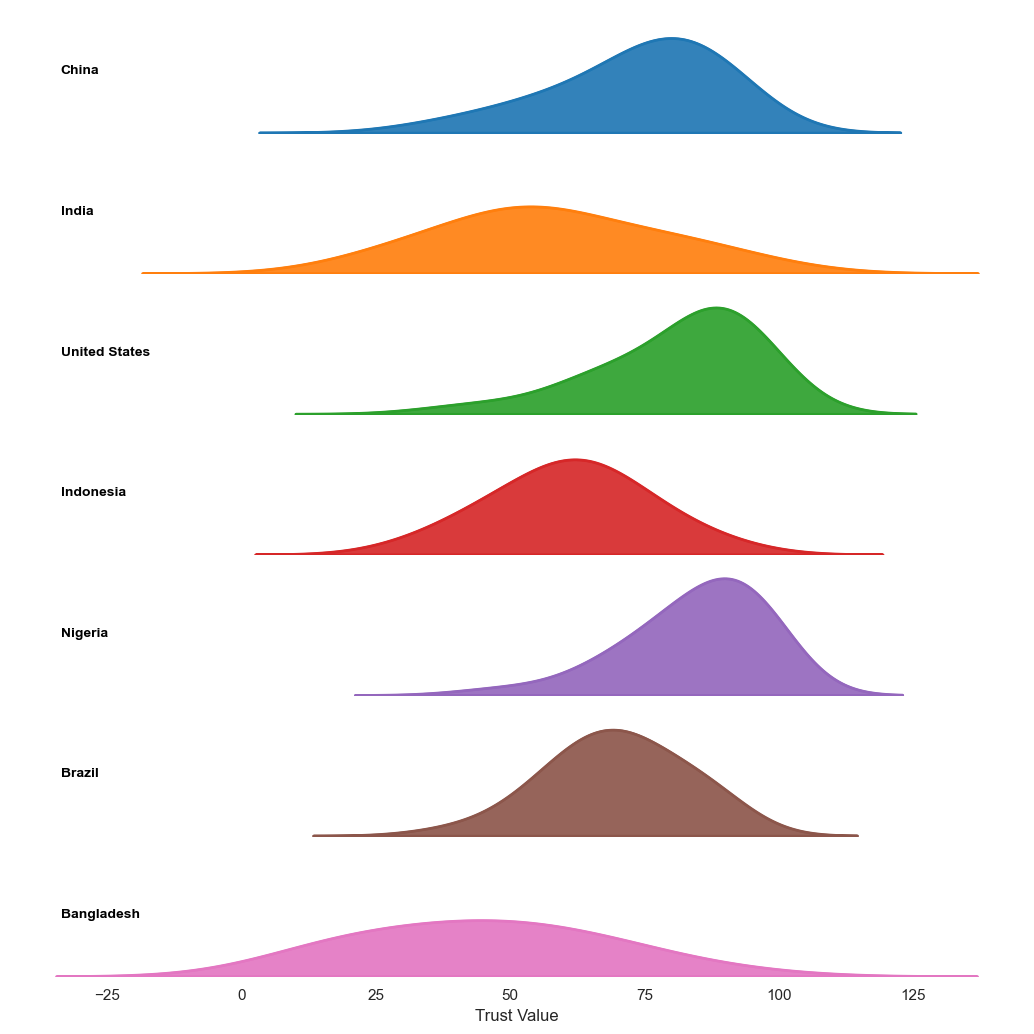 China
India
United States
Indonesia
Nigeria
Brazil
Bangladesh
−25 0 25 50 75 100 125
Trust Value